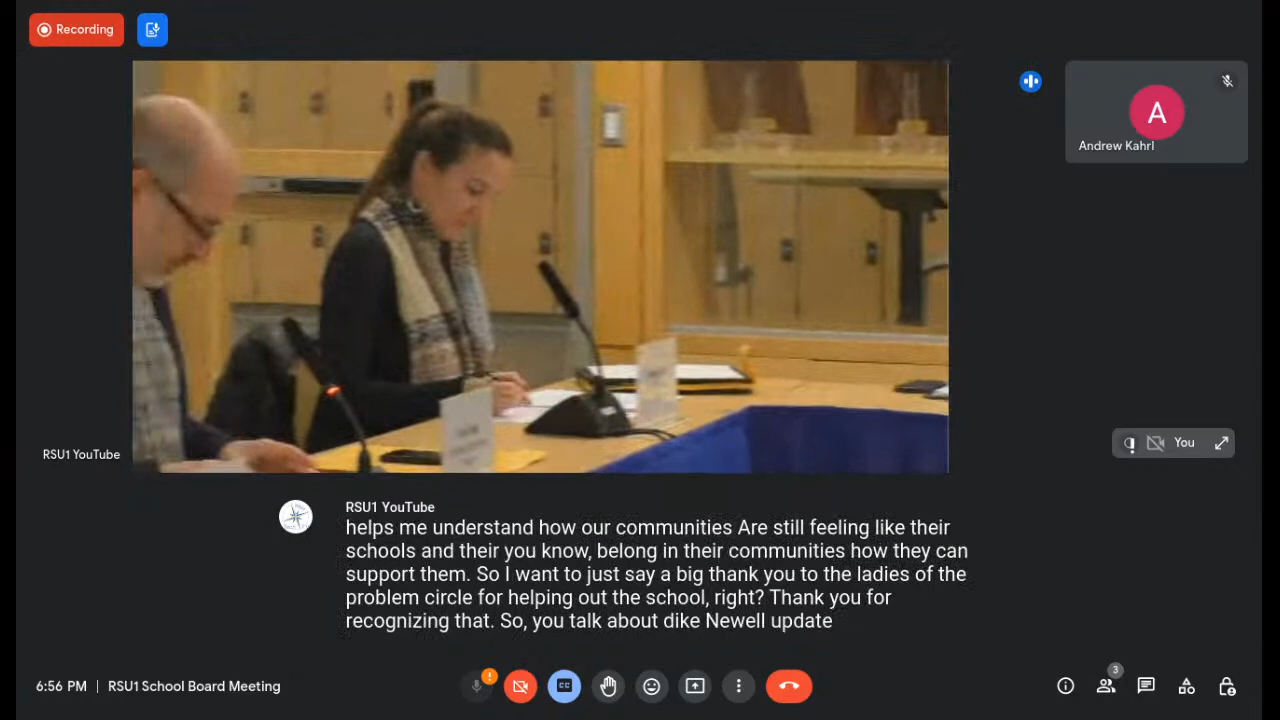 Recording
A
Andrew Kahrl
RSU1 YouTube
You
RSU1 YouTube
helps me understand how our communities Are still feeling like their
schools and their you know, belong in their communities how they can
support them. So I want to just say a big thank you to the ladies of the
problem circle for helping out the school, right? Thank you for
recognizing that. So, you talk about dike Newell update
6:56 PM | RSU1 School Board Meeting
CC
3